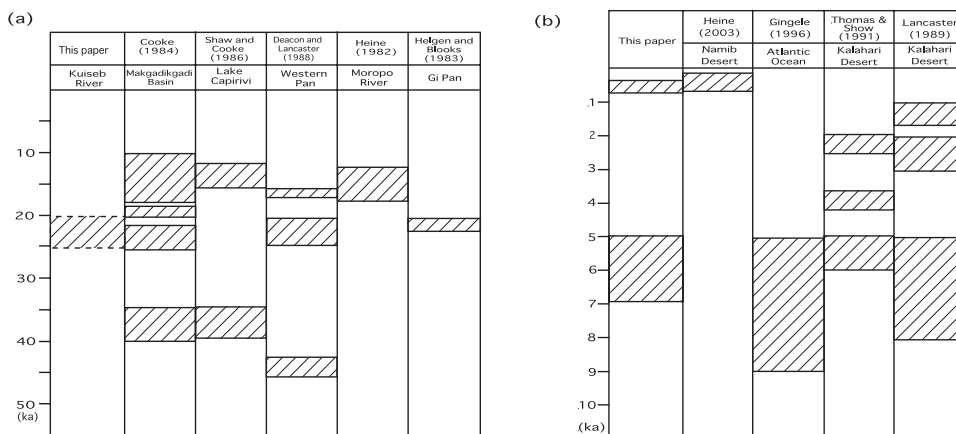 (a)
This paper
Cooke
(1984)
Shaw and
Cooke
(1986)
Deacon and
Lancaster
(1988)
Heine (1982)
Helgen and
Blooks
(1983)
Kuiseb
River
Makgadikgadi
Basin
Lake
Capirivi
Western
Pan
Moropo
River
Gi Pan
10
20
30
40
50
(ka)
(b)
This paper
Heine
(2003)
Gingele
(1996)
Thomas &
Show
(1991)
Lancaster
(1989)
Namib
Desert
Atlantic
Ocean
Kalahari
Desert
Kalahari
Desert
1
2
3
4
5
6
7
8
9
10
(ka)